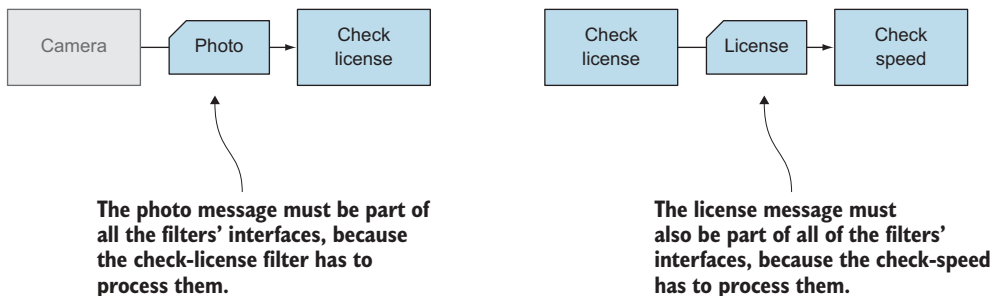 Camera
Photo
Check
license
Check
license
License
Check
speed
The photo message must be part of
all the filters’ interfaces, because
the check-license filter has to
process them.
The license message must
also be part of all of the filters’
interfaces, because the check-speed
has to process them.